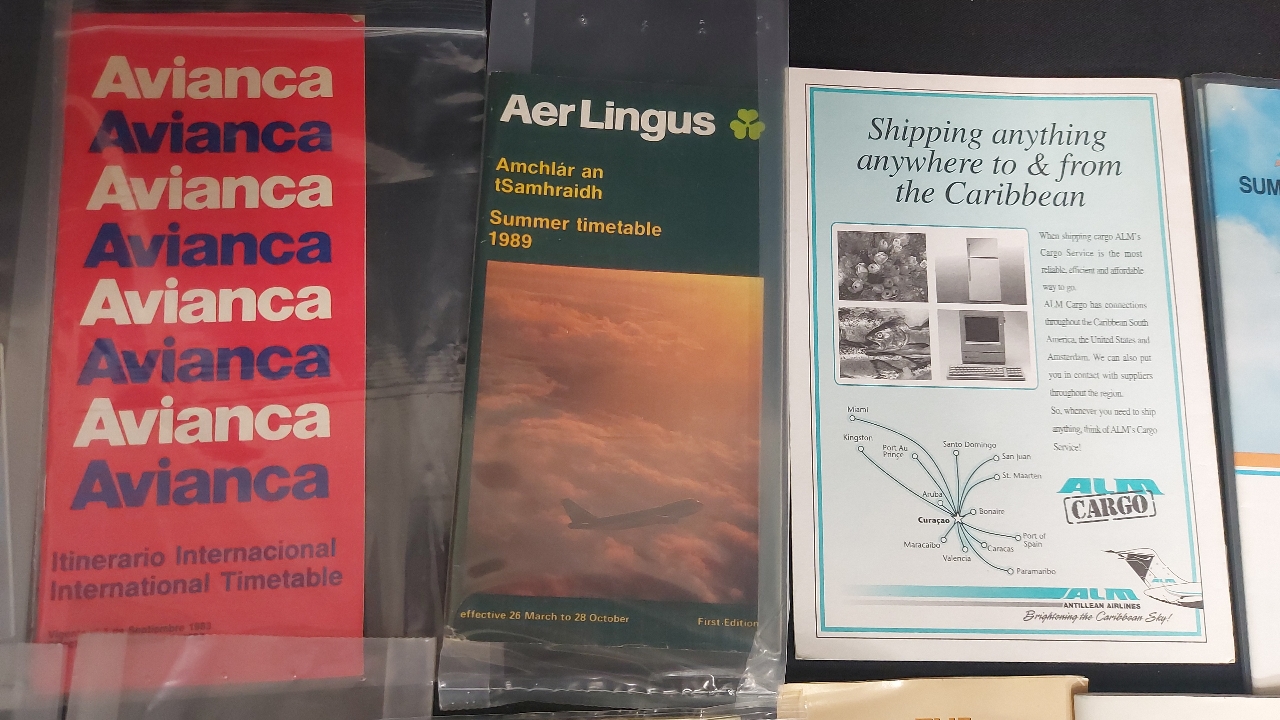 Avianca
Avianca
Avianca
Avianca
Avianca
Avianca
Avianca
Avianca
Itinerario Internacional
International Timetable
Septiembre 1983
Aer Lingus
Amchlár an
tSamhraidh
Summer timetable
1989
effective 26 March to 28 October
First Edition
Shipping anything
anywhere to & from
the Caribbean
When shipping cargo ALM's
Cargo Service is the most
reliable, efficient and affordable
way to go.
ALM Cargo has connections
throughout the Caribbean South
America, the United States and
Amsterdam. We can also put
you in contact with suppliers
throughout the region.
So, whenever you need to ship
anything, think of ALM's Cargo
Service!
Miami
Kingston
Port Au
Prince
Santo Domingo
San Juan
St. Maarten
Aruba
Bonaire
Curaçao
Maracaibo
Valencia
Caracas
Port of
Spain
Paramaribo
ALM
CARGO
ALM
ALM
ANTILLEAN AIRLINES
Brightening the Caribbean Sky!
SUM